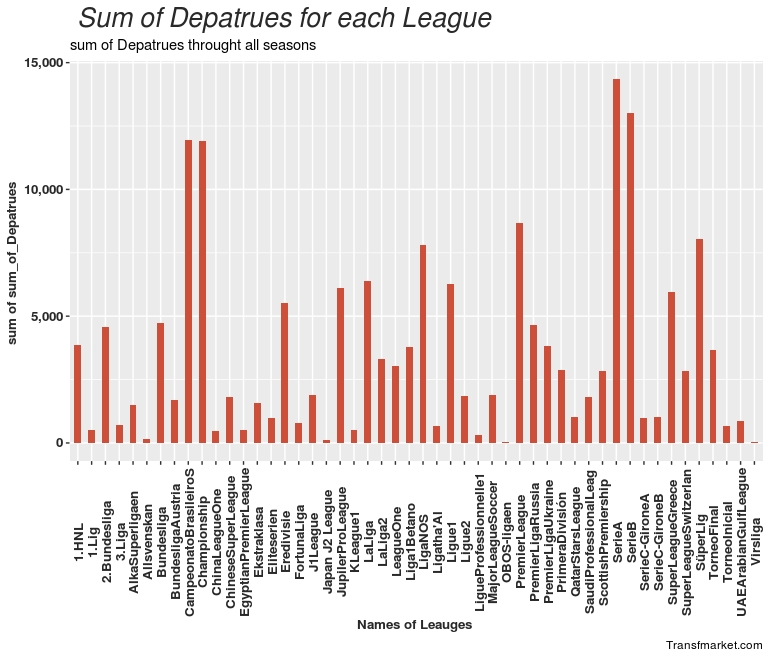 Sum of Depatrues for each League
sum of Depatrues throught all seasons
sum of sum_of_Depatrues
15,000
10,000
5,000
0
1.HNL
1.Lig
2.Bundesliga
3.Liga
AlkaSuperligaen
Allsvenskan
Bundesliga
BundesligaAustria
CampeonatoBrasileiroS
Championship
ChinaLeagueOne
ChineseSuperLeague
EgyptianPremierLeague
Ekstraklasa
Eliteserien
Eredivisie
FortunaLiga
J1League
Japan J2 League
JupilerProLeague
KLeague1
LaLiga
LaLiga2
LeagueOne
Liga1Betano
LigaNOS
Ligatha'Al
Ligue1
Ligue2
LigueProfessionnelle1
MajorLeagueSoccer
OBOS-ligaen
PremierLeague
PremierLigaRussia
PremierLigaUkraine
PrimeraDivisión
QatarStarsLeague
SaudiProfessionalLeag
ScottishPremiership
SerieA
SerieB
SerieC-GironeA
SerieC-GironeB
SuperLeagueGreece
SuperLeagueSwitzerlan
SüperLig
TorneoFinal
TorneoInicial
UAEArabianGulfLeague
Virsliga
Names of Leauges
Transfmarket.com